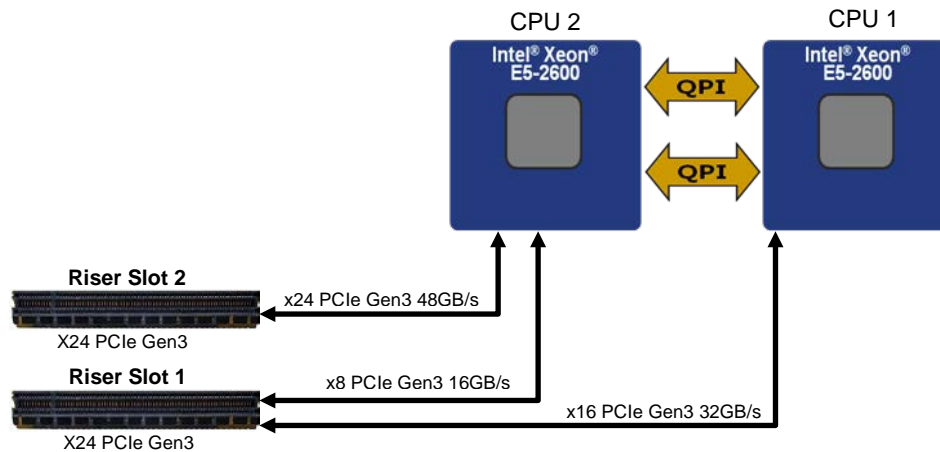 CPU 2
CPU 1
Intel® Xeon®
E5-2600
Intel® Xeon®
E5-2600
QPI
QPI
Riser Slot 2
x24 PCIe Gen3 48GB/s
X24 PCIe Gen3
Riser Slot 1
x8 PCIe Gen3 16GB/s
x16 PCIe Gen3 32GB/s
X24 PCIe Gen3